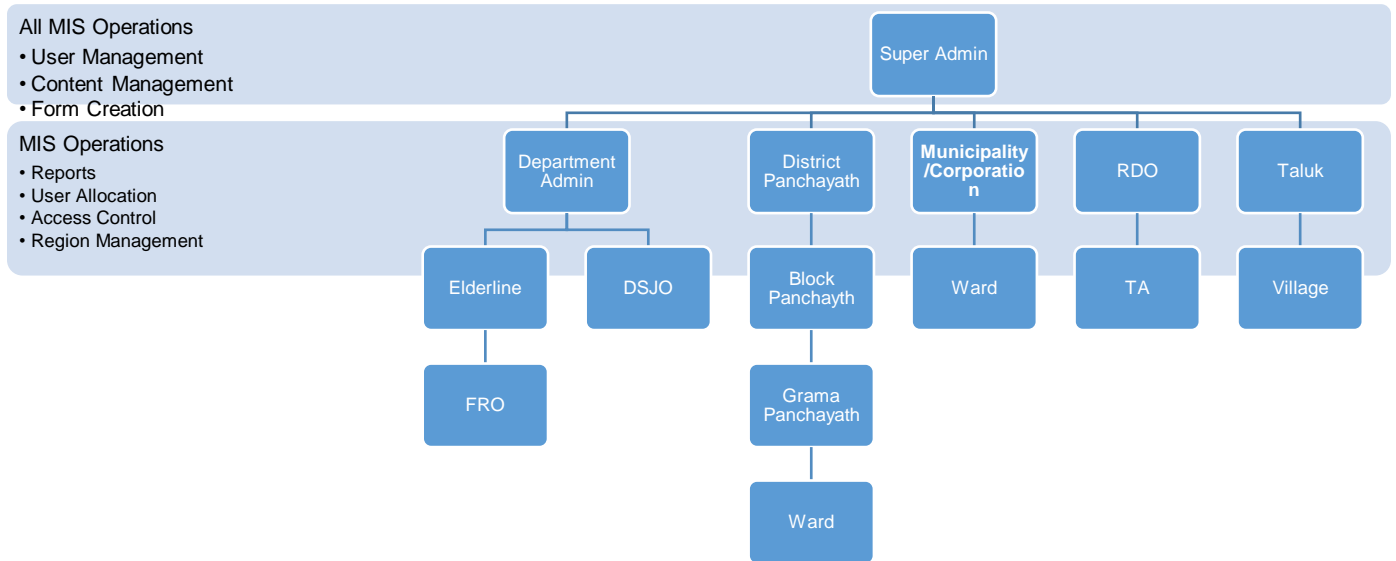 All MIS Operations
• User Management
• Content Management
• Form Creation
Super Admin
MIS Operations
• Reports
• User Allocation
• Access Control
• Region Management
Department
Admin
District
Panchayath
Municipality
/Corporatio
n
RDO
Taluk
Elderline
DSJO
Block
Panchayth
Ward
TA
Village
FRO
Grama
Panchayath
Ward